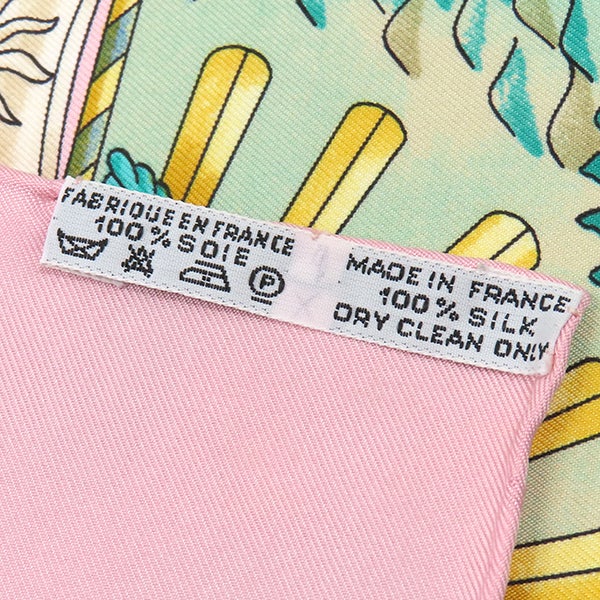 FABRIQUE EN FRANCE
100% SOIE
P
MADE IN FRANCE
100% SILK
DRY CLEAN ONLY